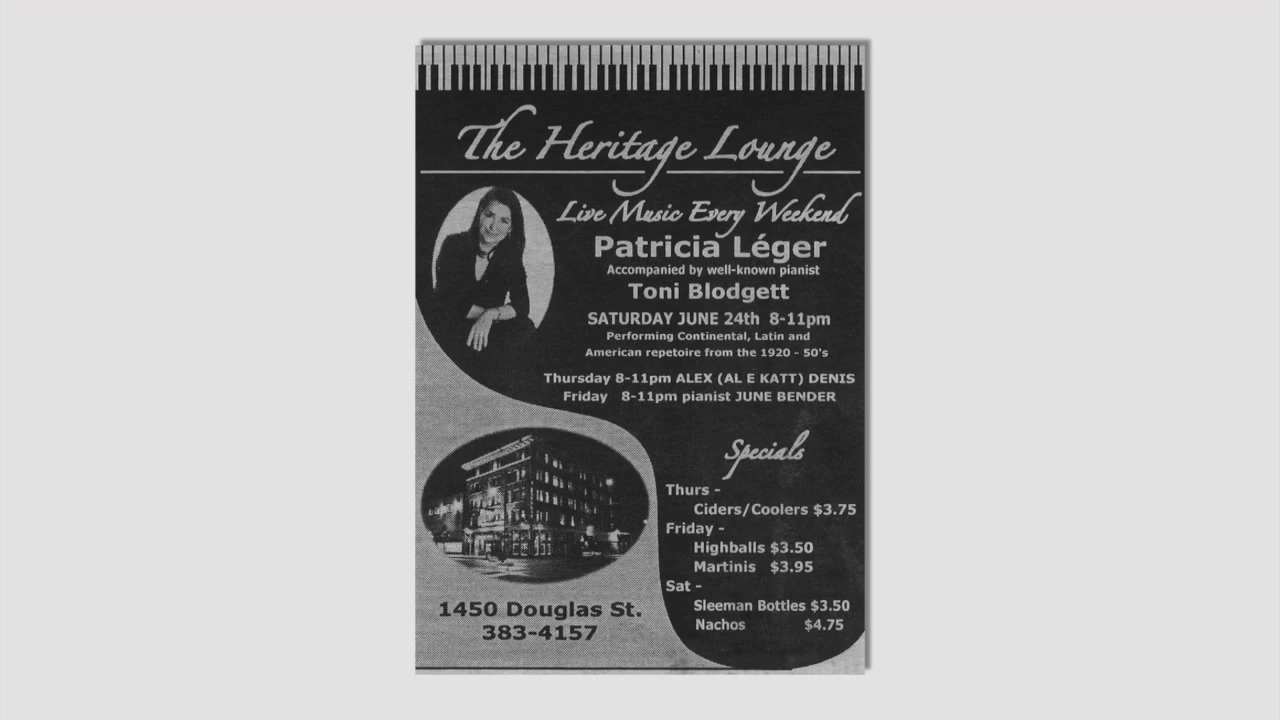 The Heritage Lounge
Live Music Every Weekend
Patricia Léger
Accompanied by well-known pianist
Toni Blodgett
SATURDAY JUNE 24th 8-11pm
Performing Continental, Latin and
American repetoire from the 1920 - 50's
Thursday 8-11pm ALEX (AL E KATT) DENIS
Friday 8-11pm pianist JUNE BENDER
Specials
Thurs -
Ciders/Coolers $3.75
Friday -
Highballs $3.50
Martinis $3.95
Sat -
Sleeman Bottles $3.50
Nachos $4.75
1450 Douglas St.
383-4157